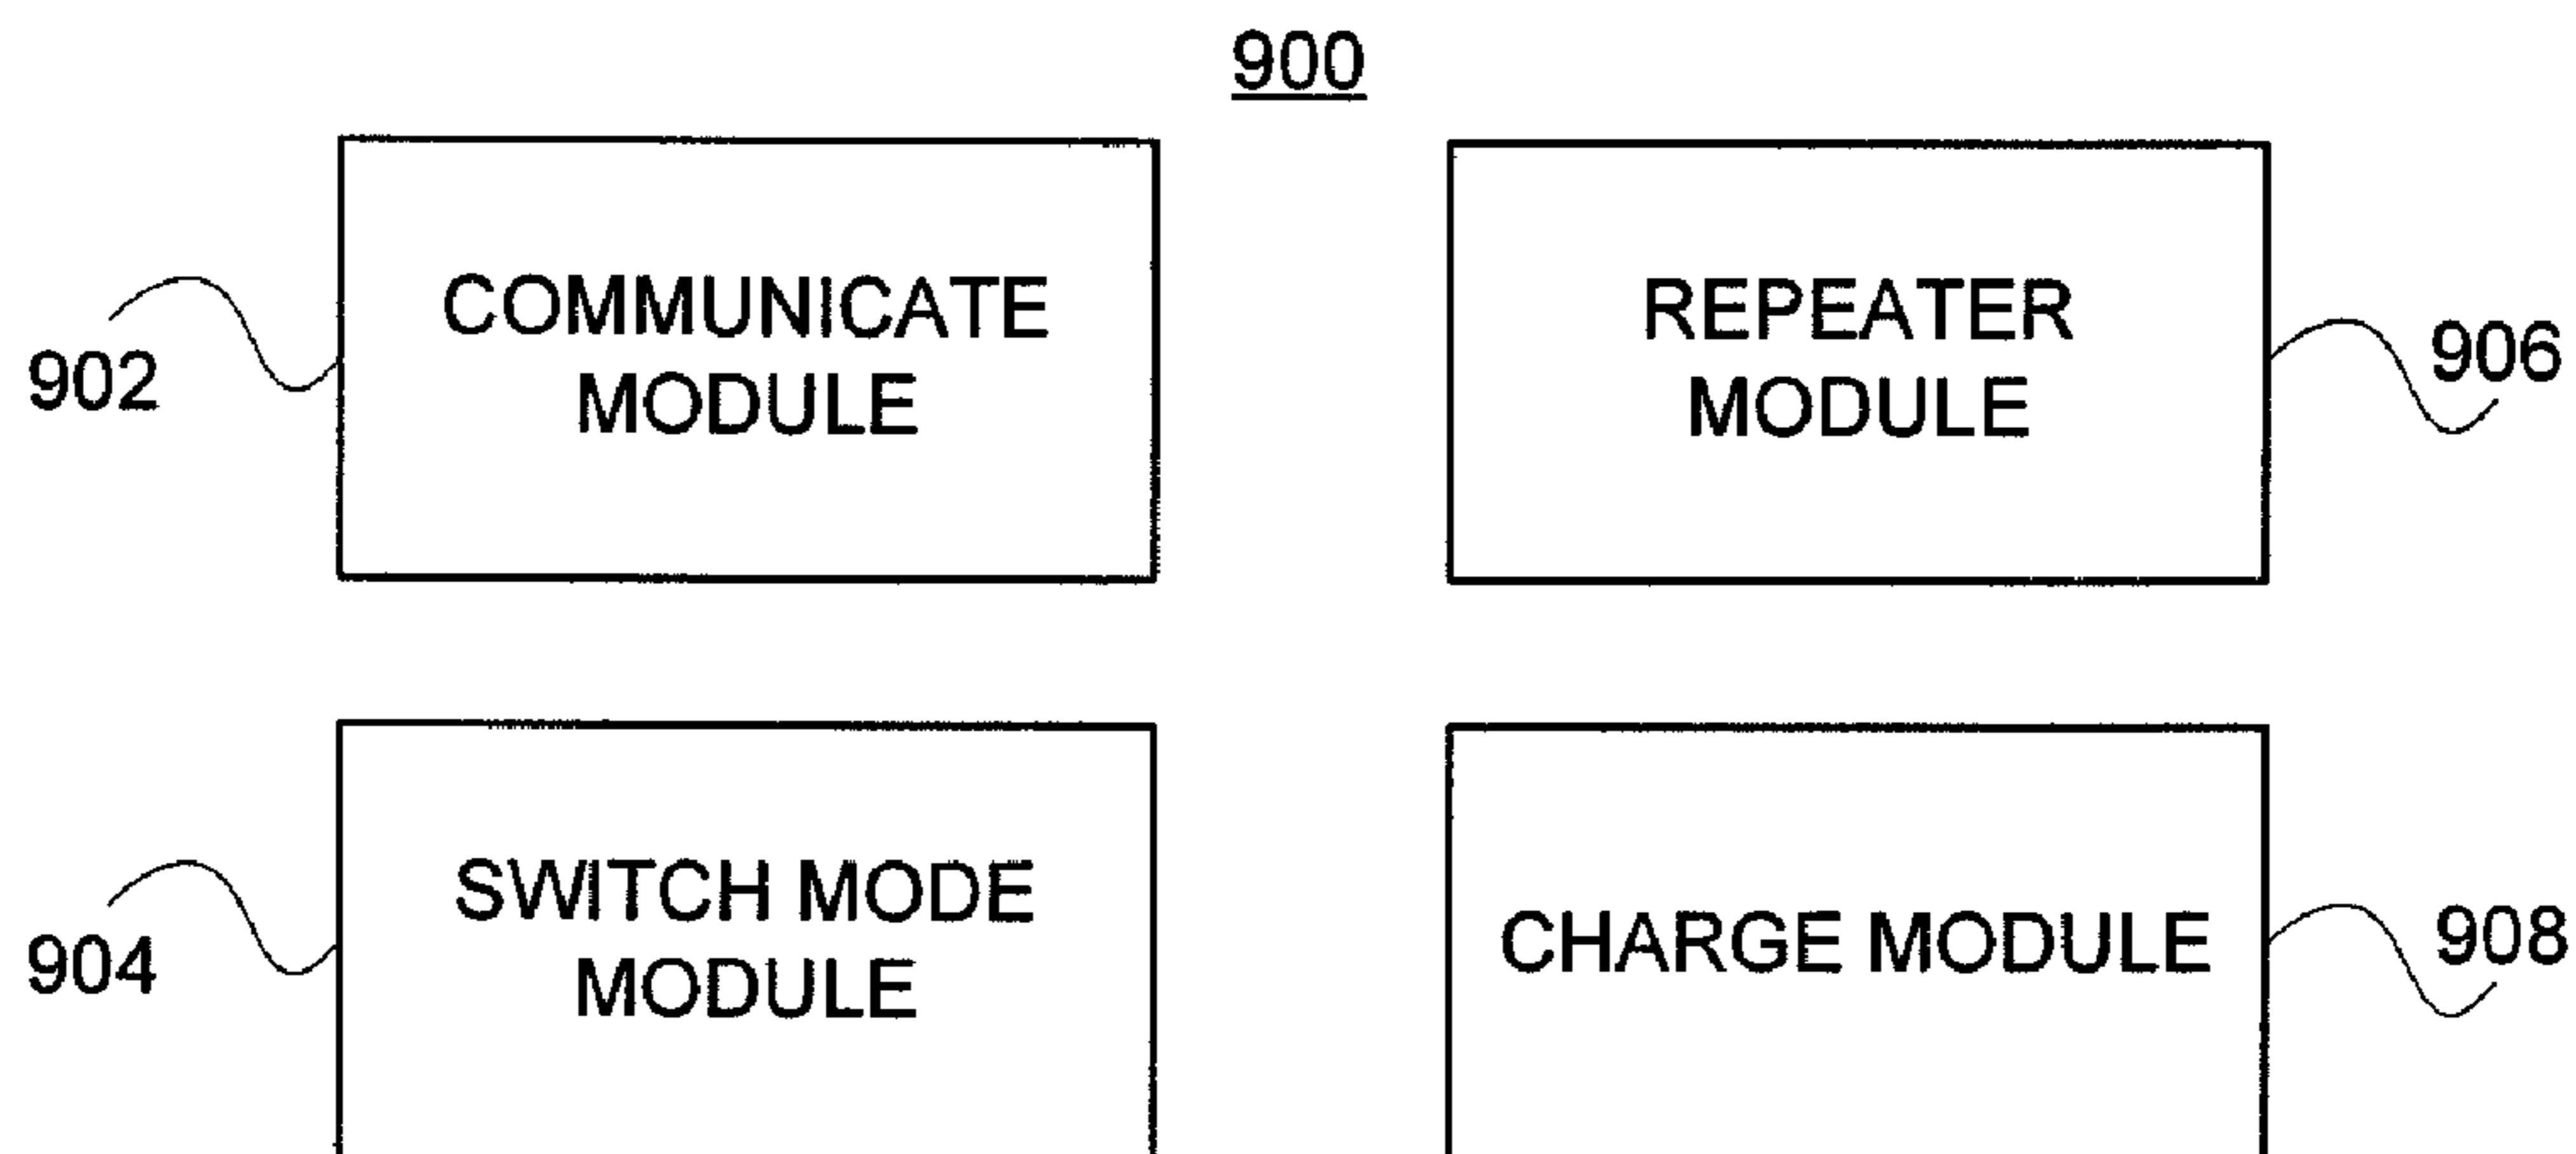 900
COMMUNICATE
MODULE
902
REPEATER
MODULE
906
SWITCH MODE
MODULE
904
CHARGE MODULE
908